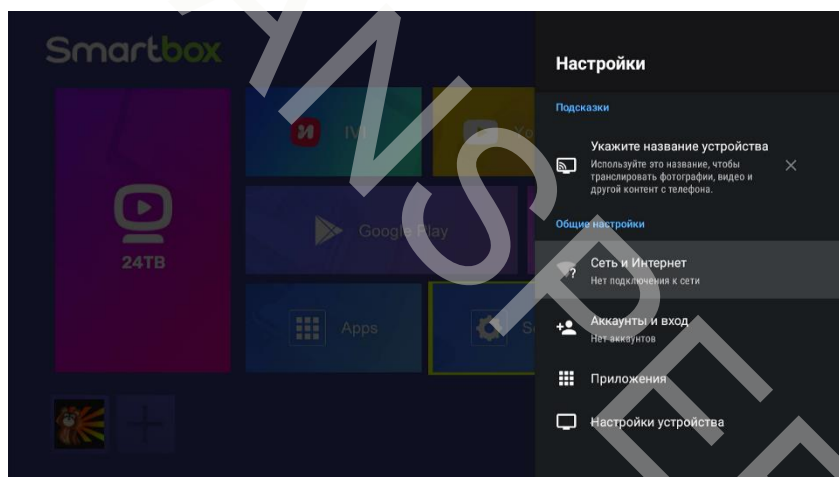 Smartbox
Настройки
Подсказки
Укажите название устройства
Используйте это название, чтобы
транслировать фотографии, видео и
другой контент с телефона.
Общие настройки
Сеть и Интернет
Нет подключения к сети
Аккаунты и вход
Нет аккаунтов
Приложения
Настройки устройства
24ТВ
Google Play
Apps